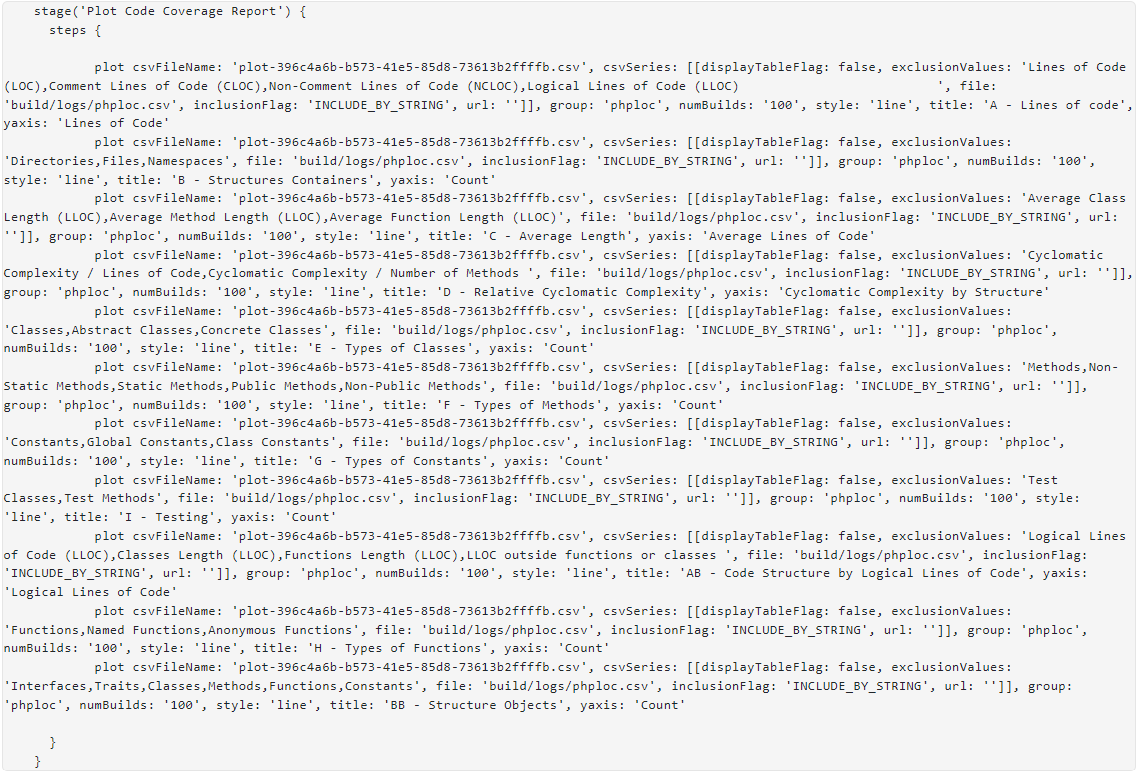 stage('Plot Code Coverage Report') {
steps {
plot csvFileName: 'plot-396c4a6b-b573-41e5-85d8-73613b2ffffb.csv', csvSeries: [[displayTableFlag: false, exclusionValues: 'Lines of Code
(LOC),Comment Lines of Code (CLOC),Non-Comment Lines of Code (NCLOC),Logical Lines of Code (LLOC)                          ', file:
'build/logs/phploc.csv', inclusionFlag: 'INCLUDE_BY_STRING', url: '']], group: 'phploc', numBuilds: '100', style: 'line', title: 'A - Lines of code',
yaxis: 'Lines of Code'
plot csvFileName: 'plot-396c4a6b-b573-41e5-85d8-73613b2ffffb.csv', csvSeries: [[displayTableFlag: false, exclusionValues:
'Directories,Files,Namespaces', file: 'build/logs/phploc.csv', inclusionFlag: 'INCLUDE_BY_STRING', url: '']], group: 'phploc', numBuilds: '100',
style: 'line', title: 'B - Structures Containers', yaxis: 'Count'
plot csvFileName: 'plot-396c4a6b-b573-41e5-85d8-73613b2ffffb.csv', csvSeries: [[displayTableFlag: false, exclusionValues: 'Average Class
Length (LLOC),Average Method Length (LLOC),Average Function Length (LLOC)', file: 'build/logs/phploc.csv', inclusionFlag: 'INCLUDE_BY_STRING', url:
'']], group: 'phploc', numBuilds: '100', style: 'line', title: 'C - Average Length', yaxis: 'Average Lines of Code'
plot csvFileName: 'plot-396c4a6b-b573-41e5-85d8-73613b2ffffb.csv', csvSeries: [[displayTableFlag: false, exclusionValues: 'Cyclomatic
Complexity / Lines of Code,Cyclomatic Complexity / Number of Methods ', file: 'build/logs/phploc.csv', inclusionFlag: 'INCLUDE_BY_STRING', url: '']],
group: 'phploc', numBuilds: '100', style: 'line', title: 'D - Relative Cyclomatic Complexity', yaxis: 'Cyclomatic Complexity by Structure'
plot csvFileName: 'plot-396c4a6b-b573-41e5-85d8-73613b2ffffb.csv', csvSeries: [[displayTableFlag: false, exclusionValues:
'Classes,Abstract Classes,Concrete Classes', file: 'build/logs/phploc.csv', inclusionFlag: 'INCLUDE_BY_STRING', url: '']], group: 'phploc',
numBuilds: '100', style: 'line', title: 'E - Types of Classes', yaxis: 'Count'
plot csvFileName: 'plot-396c4a6b-b573-41e5-85d8-73613b2ffffb.csv', csvSeries: [[displayTableFlag: false, exclusionValues: 'Methods,Non-
Static Methods,Static Methods,Public Methods,Non-Public Methods', file: 'build/logs/phploc.csv', inclusionFlag: 'INCLUDE_BY_STRING', url: '']],
group: 'phploc', numBuilds: '100', style: 'line', title: 'F - Types of Methods', yaxis: 'Count'
plot csvFileName: 'plot-396c4a6b-b573-41e5-85d8-73613b2ffffb.csv', csvSeries: [[displayTableFlag: false, exclusionValues:
'Constants,Global Constants,Class Constants', file: 'build/logs/phploc.csv', inclusionFlag: 'INCLUDE_BY_STRING', url: '']], group: 'phploc',
numBuilds: '100', style: 'line', title: 'G - Types of Constants', yaxis: 'Count'
plot csvFileName: 'plot-396c4a6b-b573-41e5-85d8-73613b2ffffb.csv', csvSeries: [[displayTableFlag: false, exclusionValues: 'Test
Classes,Test Methods', file: 'build/logs/phploc.csv', inclusionFlag: 'INCLUDE_BY_STRING', url: '']], group: 'phploc', numBuilds: '100', style:
'line', title: 'I - Testing', yaxis: 'Count'
plot csvFileName: 'plot-396c4a6b-b573-41e5-85d8-73613b2ffffb.csv', csvSeries: [[displayTableFlag: false, exclusionValues: 'Logical Lines
of Code (LLOC),Classes Length (LLOC),Functions Length (LLOC),LLOC outside functions or classes ', file: 'build/logs/phploc.csv', inclusionFlag:
'INCLUDE_BY_STRING', url: '']], group: 'phploc', numBuilds: '100', style: 'line', title: 'AB - Code Structure by Logical Lines of Code', yaxis:
'Logical Lines of Code'
plot csvFileName: 'plot-396c4a6b-b573-41e5-85d8-73613b2ffffb.csv', csvSeries: [[displayTableFlag: false, exclusionValues:
'Functions,Named Functions,Anonymous Functions', file: 'build/logs/phploc.csv', inclusionFlag: 'INCLUDE_BY_STRING', url: '']], group: 'phploc',
numBuilds: '100', style: 'line', title: 'H - Types of Functions', yaxis: 'Count'
plot csvFileName: 'plot-396c4a6b-b573-41e5-85d8-73613b2ffffb.csv', csvSeries: [[displayTableFlag: false, exclusionValues:
'Interfaces,Traits,Classes,Methods,Functions,Constants', file: 'build/logs/phploc.csv', inclusionFlag: 'INCLUDE_BY_STRING', url: '']], group:
'phploc', numBuilds: '100', style: 'line', title: 'BB - Structure Objects', yaxis: 'Count'
}
}